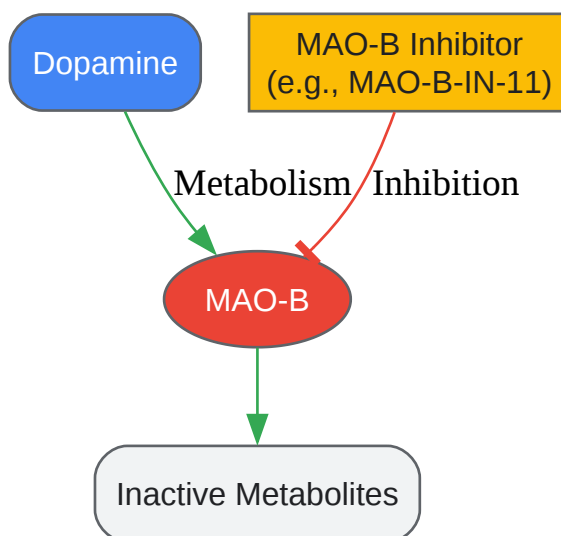 Dopamine
MAO-B Inhibitor
(e.g., MAO-B-IN-11)
Metabolism
Inhibition
MAO-B
Inactive Metabolites